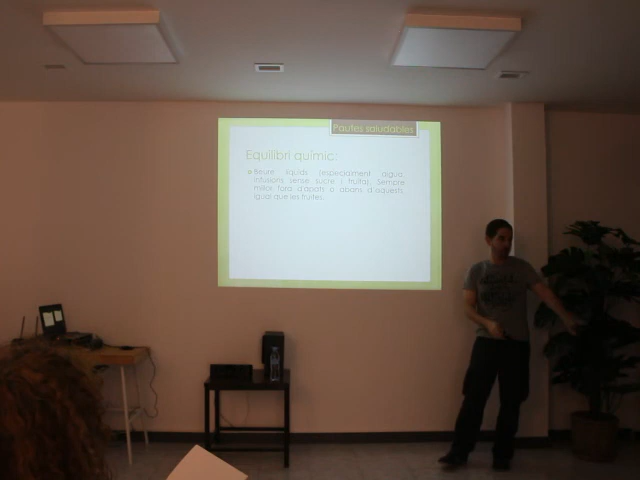 Pautes saludables
Equilibri químic:
Beure líquids (especialment aigua,
infusions sense sucre i fruita). Sempre
millor fora d'àpats o abans d'aquests,
igual que les fruites.